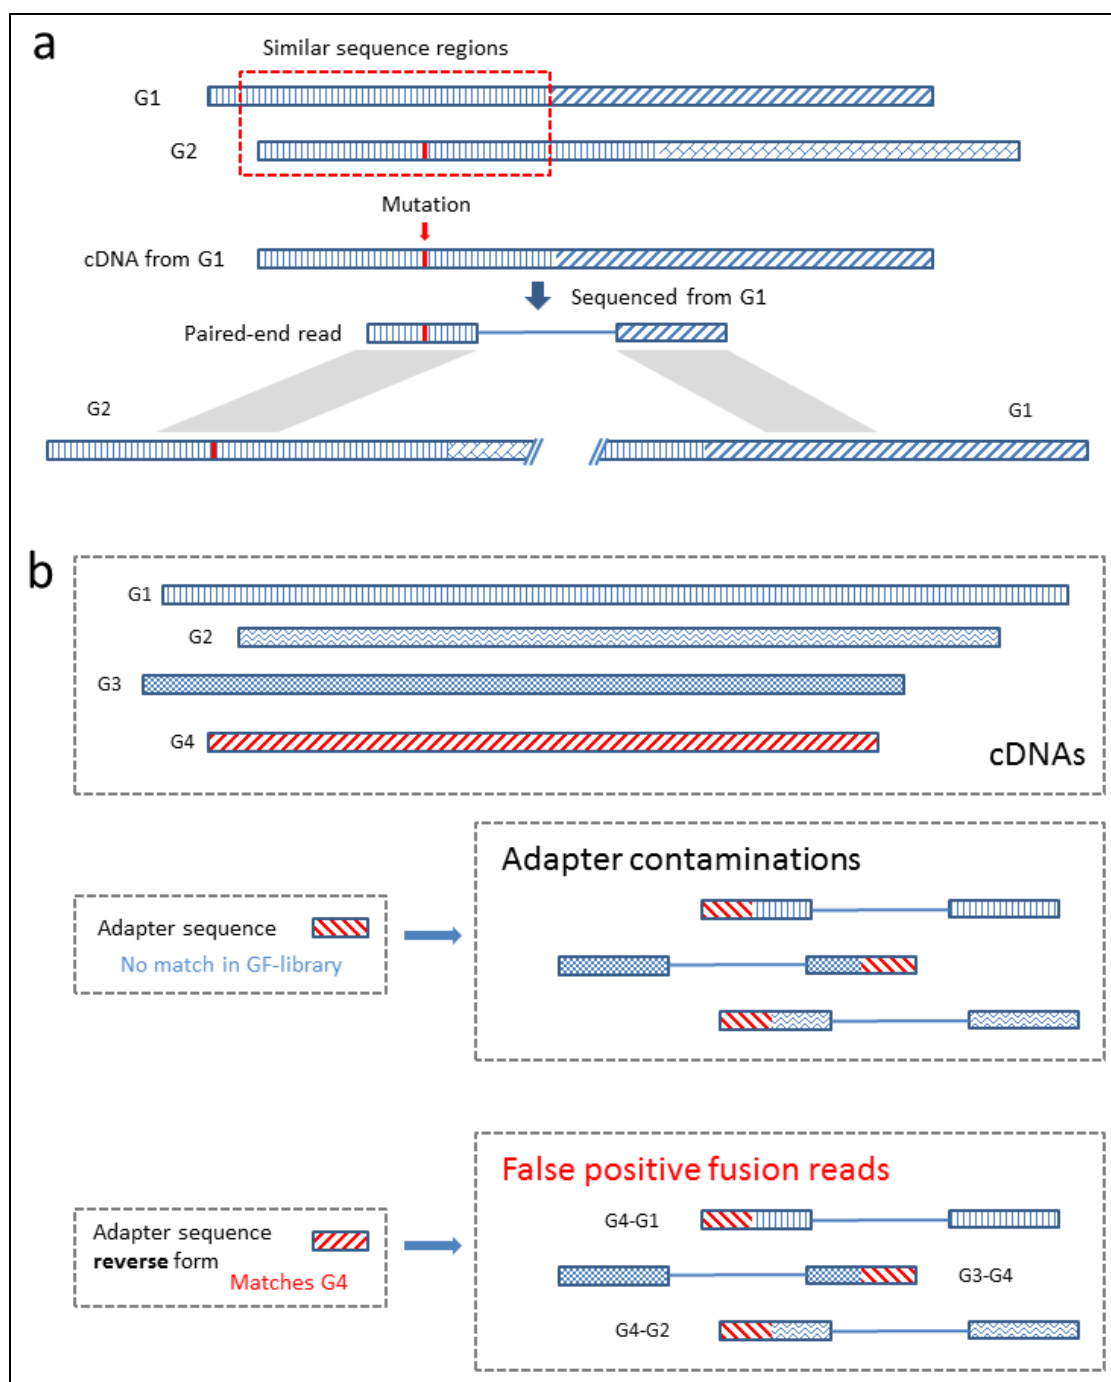 a
Similar sequence regions
G1
G2
Mutation
cDNA from G1
Sequenced from G1
Paired-end read
G2
G1
b
G1
G2
G3
G4
cDNAs
Adapter contaminations
Adapter sequence
No match in GF-library
False positive fusion reads
G4-G1
Adapter sequence
reverse form
Matches G4
G3-G4
G4-G2